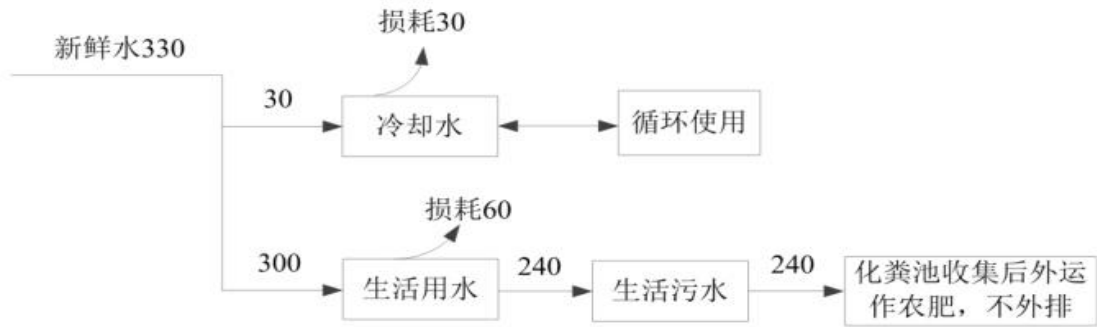 损耗30
新鲜水330
30
冷却水
循环使用
损耗60
300
生活用水
240
生活污水
240
化粪池收集后外运
作农肥，不外排